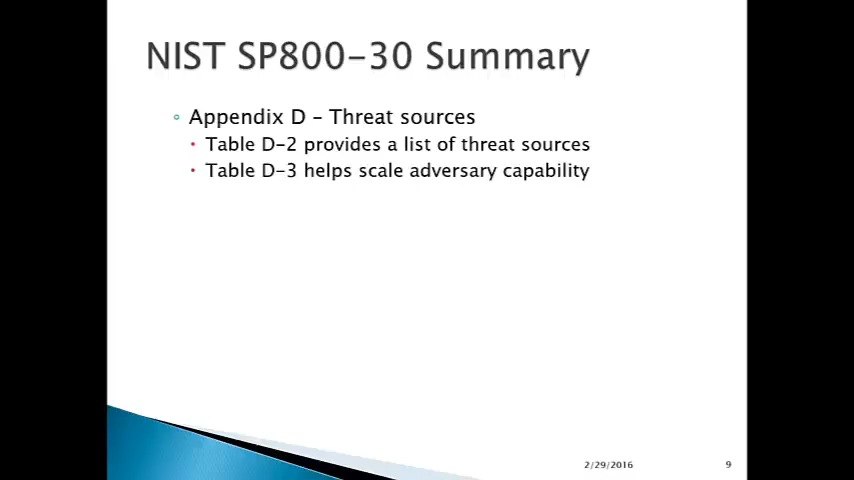 NIST SP800-30 Summary
◦ Appendix D – Threat sources
• Table D-2 provides a list of threat sources
• Table D-3 helps scale adversary capability
2/29/2016
9